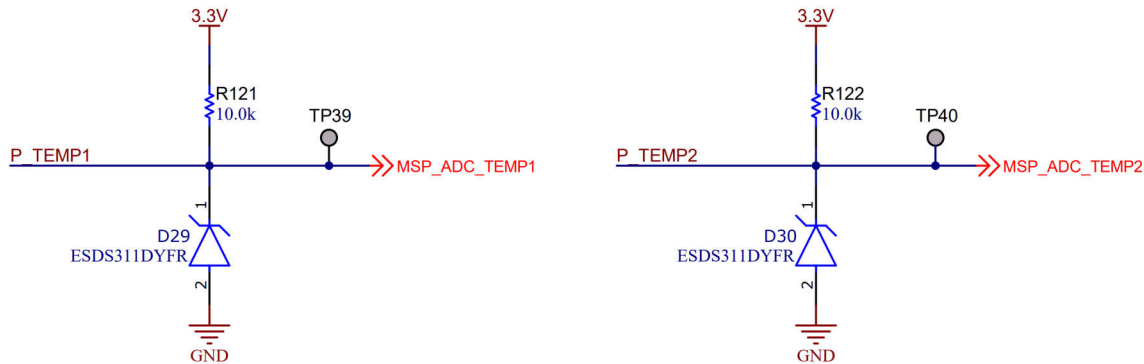 3.3V
R121
10.0k
TP39
P_TEMP1
MSP_ADC_TEMP1
1
D29
ESDS311DYFR
2
GND
3.3V
R122
10.0k
TP40
P_TEMP2
MSP_ADC_TEMP2
1
D30
ESDS311DYFR
2
GND